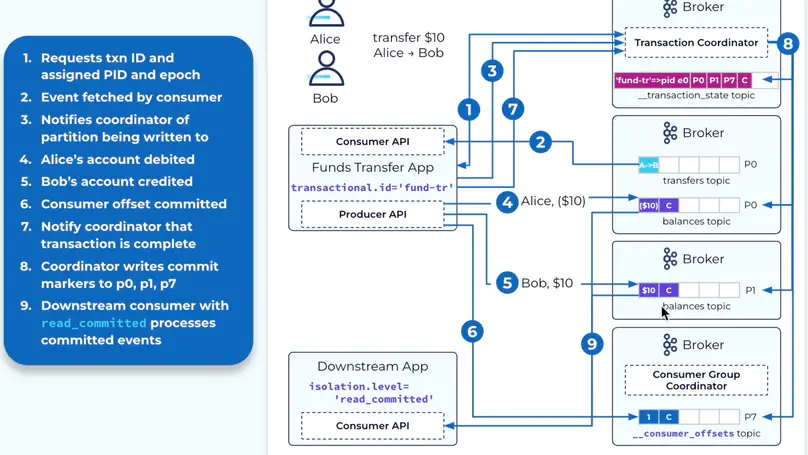 1. Requests txn ID and
assigned PID and epoch
2. Event fetched by consumer
3. Notifies coordinator of
partition being written to
4. Alice's account debited
5. Bob's account credited
6. Consumer offset committed
7. Notify coordinator that
transaction is complete
8. Coordinator writes commit
markers to p0, p1, p7
9. Downstream consumer with
read_committed processes
committed events
Alice
Bob
transfer $10
Alice → Bob
Broker
Transaction Coordinator
8
'fund-tr'=>pid e0 P0 P1 P7 C
__transaction_state topic
3
1
7
Consumer API
Funds Transfer App
transactional.id='fund-tr'
Producer API
2
Broker
A->B
P0
transfers topic
4 Alice, ($10)
($10) C
P0
balances topic
Broker
5 Bob, $10
$10 C
P1
balances topic
6
9
Downstream App
isolation.level=
'read_committed'
Consumer API
Broker
Consumer Group
Coordinator
1 C
P7
__consumer_offsets topic